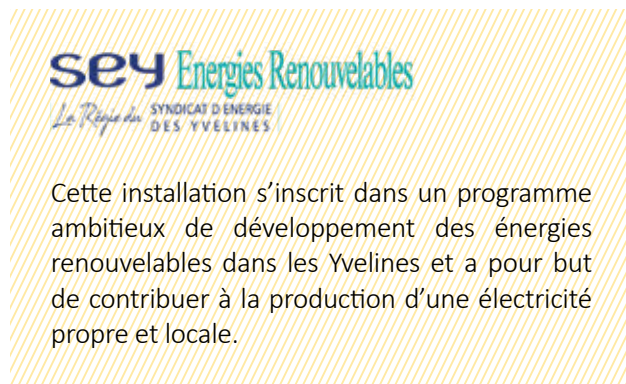 sey Energies Renouvelables
La Régie du SYNDICAT D'ENERGIE
DES YVELINES
Cette installation s’inscrit dans un programme
ambitieux de développement des énergies
renouvelables dans les Yvelines et a pour but
de contribuer à la production d’une électricité
propre et locale.